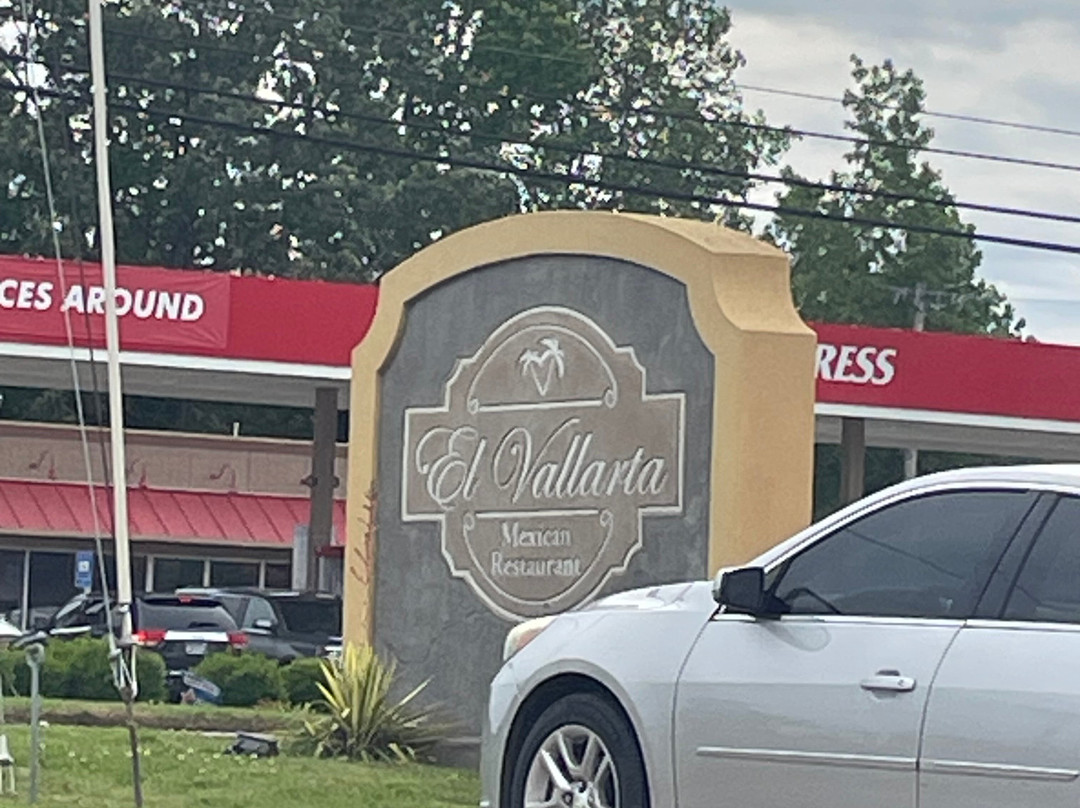 CES AROUND
RESS
El Vallarta
Mexican
Restaurant